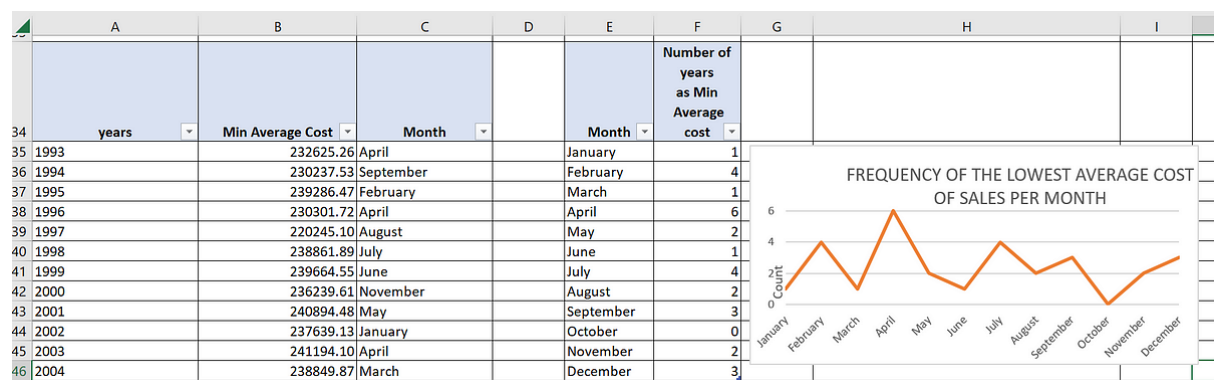 A B C D E F G H I
34 years Min Average Cost Month Month Number of
years
as Min
Average
cost
35 1993 232625.26 April January 1
36 1994 230237.53 September February 4
37 1995 239286.47 February March 1
38 1996 230301.72 April April 6
39 1997 220245.10 August May 2
40 1998 238861.89 July June 1
41 1999 239664.55 June July 4
42 2000 236239.61 November August 2
43 2001 240894.48 May September 3
44 2002 237639.13 January October 0
45 2003 241194.10 April November 2
46 2004 238849.87 March December 3
FREQUENCY OF THE LOWEST AVERAGE COST
OF SALES PER MONTH
6
4
2
0
Count
January February March April May June July August September October November December